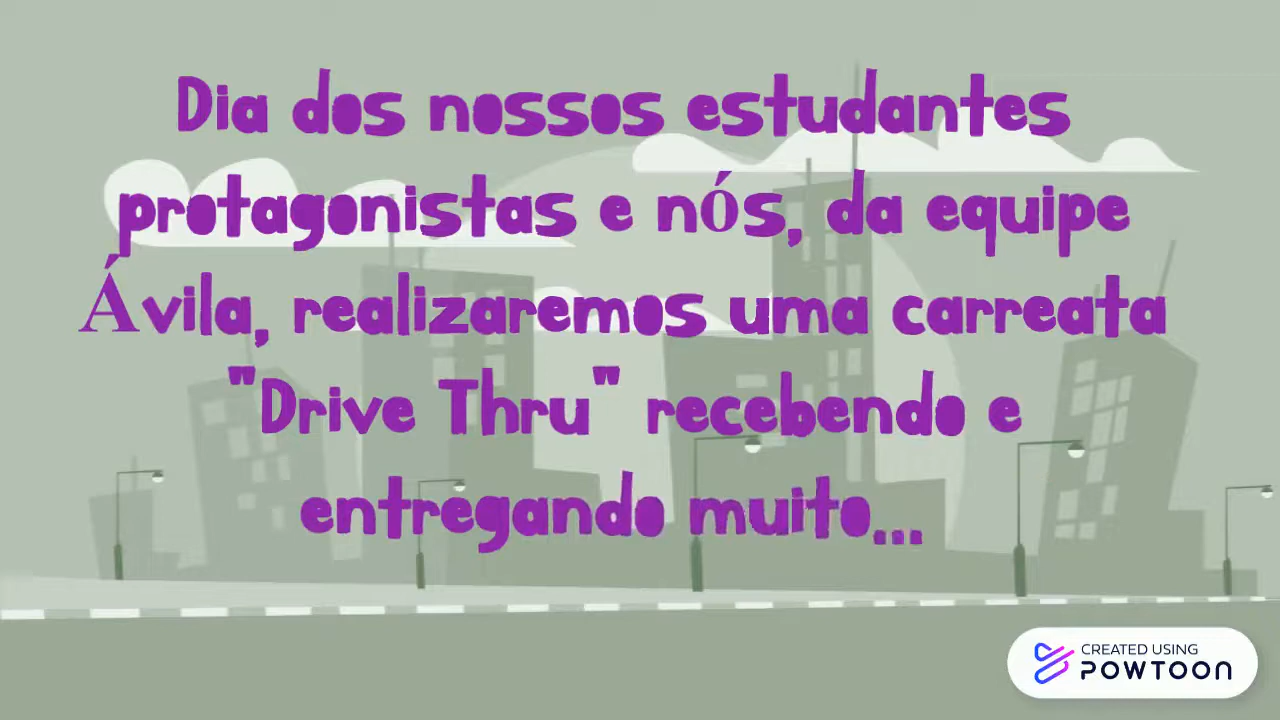 Dia dos nossos estudantes
protagonistas e nós, da equipe
Ávila, realizaremos uma carreata
"Drive Thru" recebendo e
entregando muito...
CREATED USING
POWTOON